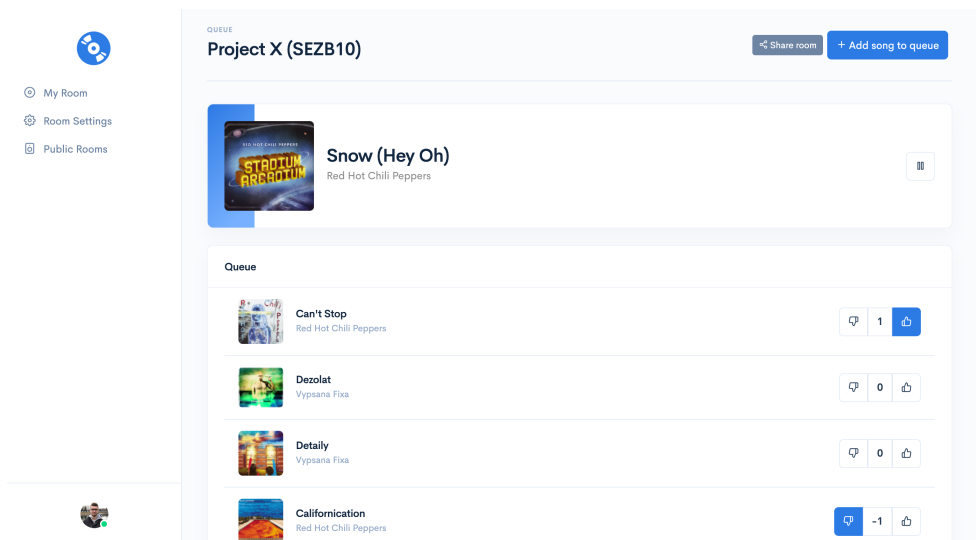 QUEUE
Project X (SEZB10)
Share room
+ Add song to queue
My Room
Room Settings
Public Rooms
RED HOT CHILI PEPPERS
STADIUM
ARCADIUM
Snow (Hey Oh)
Red Hot Chili Peppers
Queue
Can't Stop
Red Hot Chili Peppers
1
Dezolat
Vypsana Fixa
0
Detaily
Vypsana Fixa
0
Californication
Red Hot Chili Peppers
-1